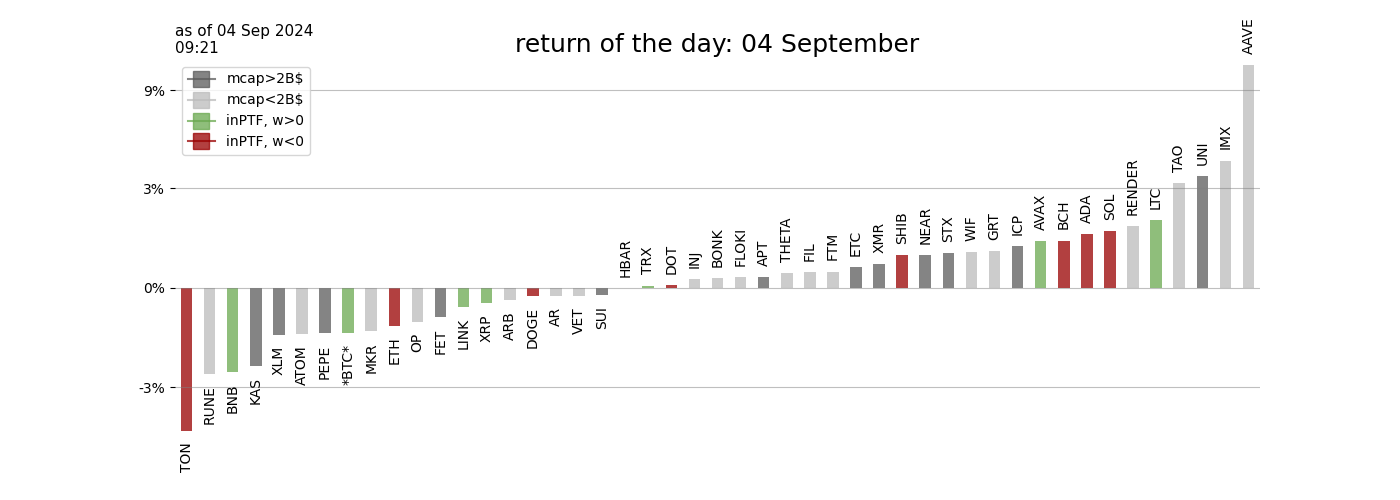 as of 04 Sep 2024
09:21
return of the day: 04 September
mcap>2B$
mcap<2B$
inPTF, w>0
inPTF, w<0
9%
3%
0%
-3%
TON
RUNE
BNB
KAS
XLM
ATOM
PEPE
*BTC*
MKR
ETH
OP
FET
LINK
XRP
ARB
DOGE
AR
VET
SUI
HBAR
TRX
DOT
INJ
BONK
FLOKI
APT
THETA
FIL
FTM
ETC
XMR
SHIB
NEAR
STX
WIF
GRT
ICP
AVAX
BCH
ADA
SOL
RENDER
LTC
TAO
UNI
IMX
AAVE